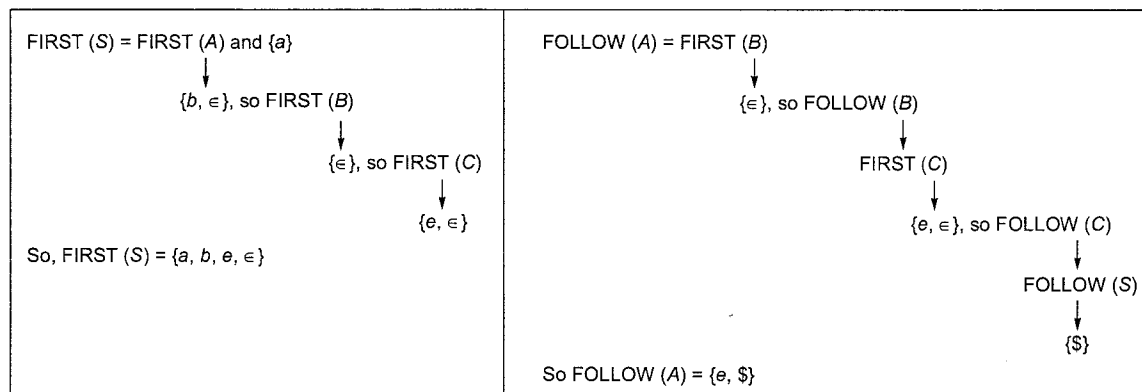 FIRST (S) = FIRST (A) and {a}
{b, ∈}, so FIRST (B)
{∈}, so FIRST (C)
{e, ∈}
So, FIRST (S) = {a, b, e, ∈}
FOLLOW (A) = FIRST (B)
{∈}, so FOLLOW (B)
FIRST (C)
{e, ∈}, so FOLLOW (C)
FOLLOW (S)
{$}
So FOLLOW (A) = {e, $}